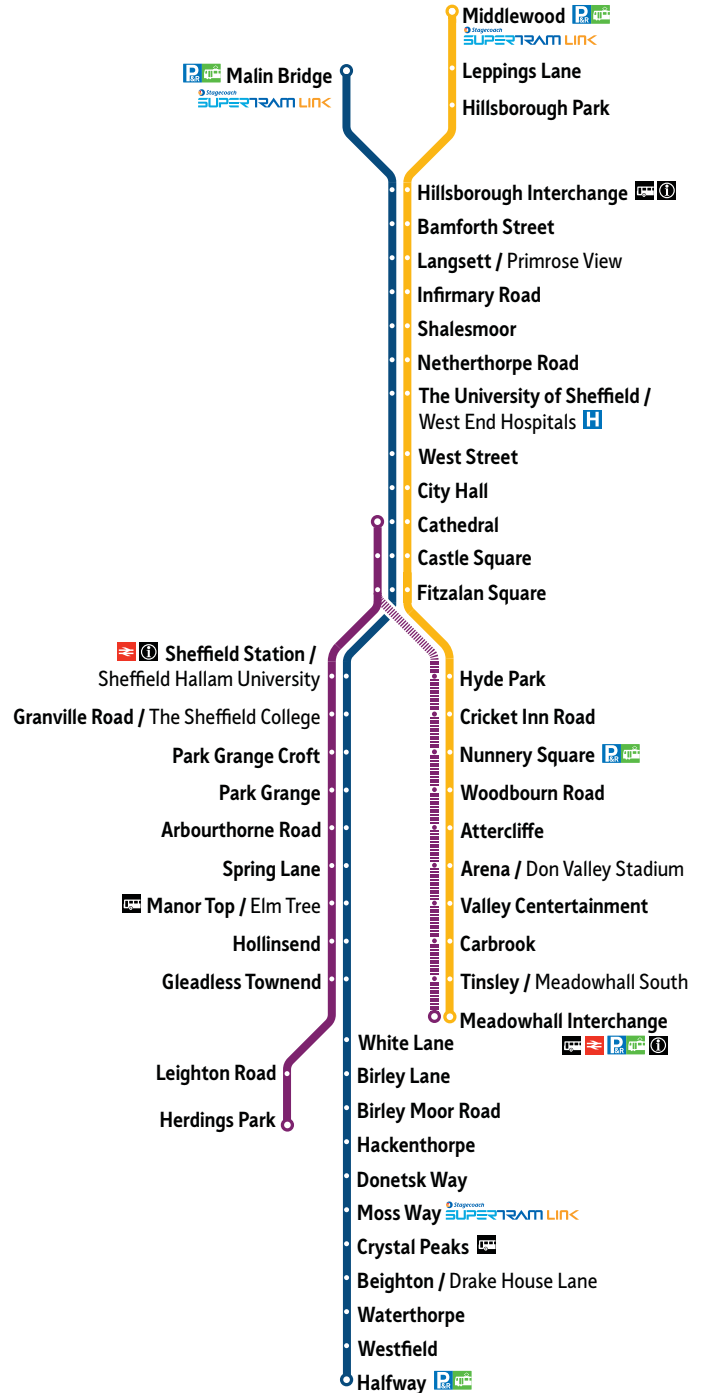 Middlewood P&R
Stagecoach
SUPERTRAM LINK
Leppings Lane
Hillsborough Park
P&R Malin Bridge
Stagecoach
SUPERTRAM LINK
Hillsborough Interchange i
Bamforth Street
Langsett / Primrose View
Infirmary Road
Shalesmoor
Netherthorpe Road
The University of Sheffield /
West End Hospitals H
West Street
City Hall
Cathedral
Castle Square
Fitzalan Square
i Sheffield Station /
Sheffield Hallam University
Granville Road / The Sheffield College
Park Grange Croft
Park Grange
Arbourthorne Road
Spring Lane
Manor Top / Elm Tree
Hollinsend
Gleadless Townend
Leighton Road
Herdings Park
Hyde Park
Cricket Inn Road
Nunnery Square P&R
Woodbourn Road
Attercliffe
Arena / Don Valley Stadium
Valley Centertainment
Carbrook
Tinsley / Meadowhall South
Meadowhall Interchange
P&R i
White Lane
Birley Lane
Birley Moor Road
Hackenthorpe
Donetsk Way
Moss Way Stagecoach SUPERTRAM LINK
Crystal Peaks
Beighton / Drake House Lane
Waterthorpe
Westfield
Halfway P&R